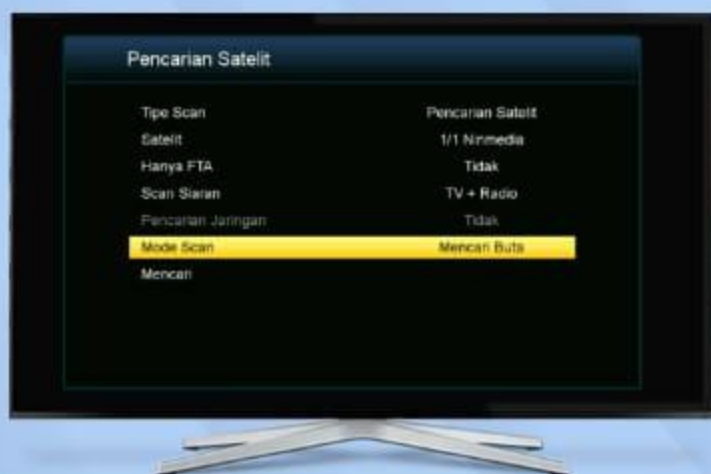 Pencarian Satelit
Tipe Scan Pencarian Satelit
Satelit 1/1 Ninmedia
Hanya FTA Tidak
Scan Siaran TV + Radio
Pencarian Jaringan Tidak
Mode Scan Mencari Buta
Mencari